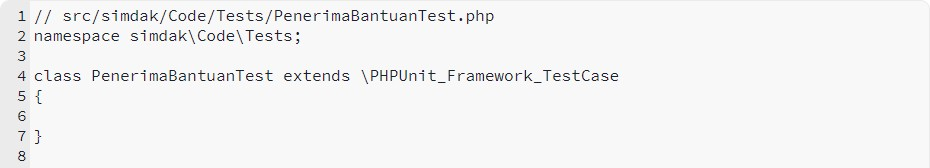 1 // src/simdak/Code/Tests/PenerimaBantuanTest.php
2 namespace simdak\Code\Tests;
3
4 class PenerimaBantuanTest extends \PHPUnit_Framework_TestCase
5 {
6
7 }
8